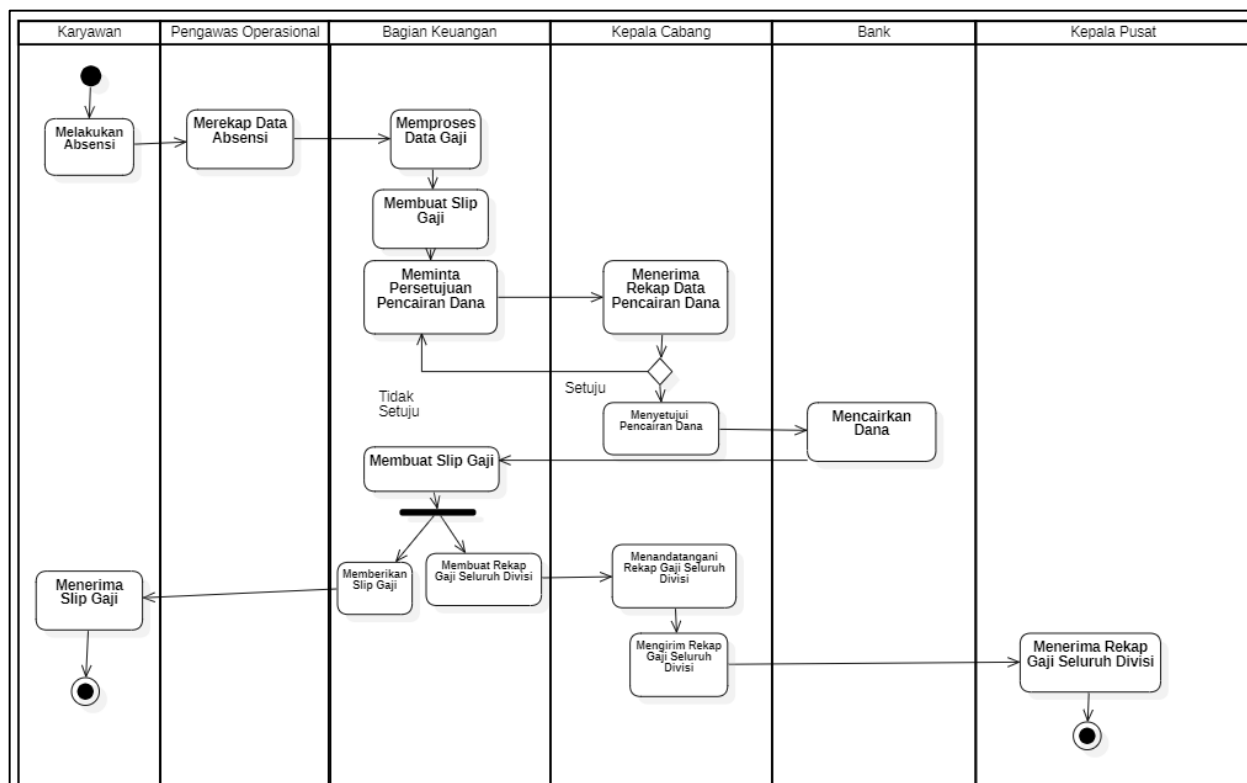 Karyawan
Pengawas Operasional
Bagian Keuangan
Kepala Cabang
Bank
Kepala Pusat
Melakukan
Absensi
Merekap Data
Absensi
Memproses
Data Gaji
Membuat Slip
Gaji
Meminta
Persetujuan
Pencairan Dana
Menerima
Rekap Data
Pencairan Dana
Tidak
Setuju
Setuju
Menyetujui
Pencairan Dana
Mencairkan
Dana
Membuat Slip Gaji
Memberikan
Slip Gaji
Membuat Rekap
Gaji Seluruh Divisi
Menandatangani
Rekap Gaji Seluruh
Divisi
Menerima
Slip Gaji
Mengirim Rekap
Gaji Seluruh
Divisi
Menerima Rekap
Gaji Seluruh Divisi